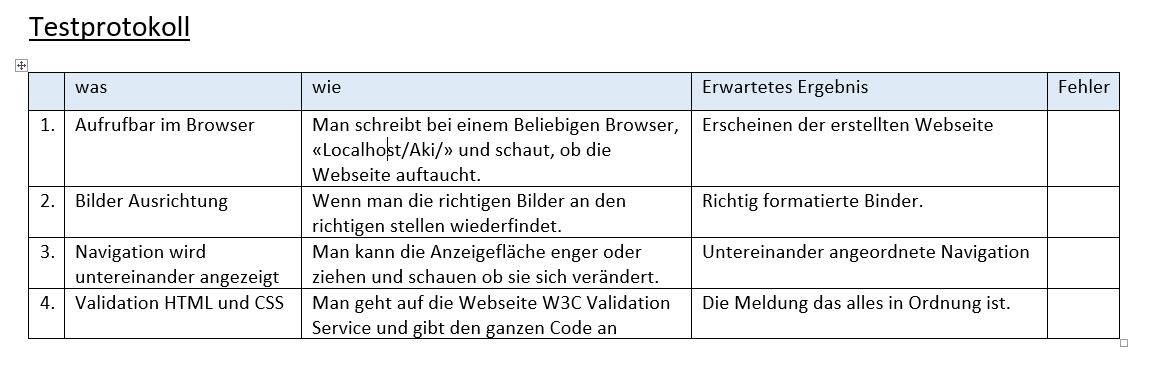 Testprotokoll
was wie Erwartetes Ergebnis Fehler
1. Aufrufbar im Browser Man schreibt bei einem Beliebigen Browser, Erscheinen der erstellten Webseite
«Localhost/Aki/» und schaut, ob die
Webseite auftaucht.
2. Bilder Ausrichtung Wenn man die richtigen Bilder an den Richtig formatierte Binder.
richtigen stellen wiederfindet.
3. Navigation wird Man kann die Anzeigefläche enger oder Untereinander angeordnete Navigation
untereinander angezeigt ziehen und schauen ob sie sich verändert.
4. Validation HTML und CSS Man geht auf die Webseite W3C Validation Die Meldung das alles in Ordnung ist.
Service und gibt den ganzen Code an